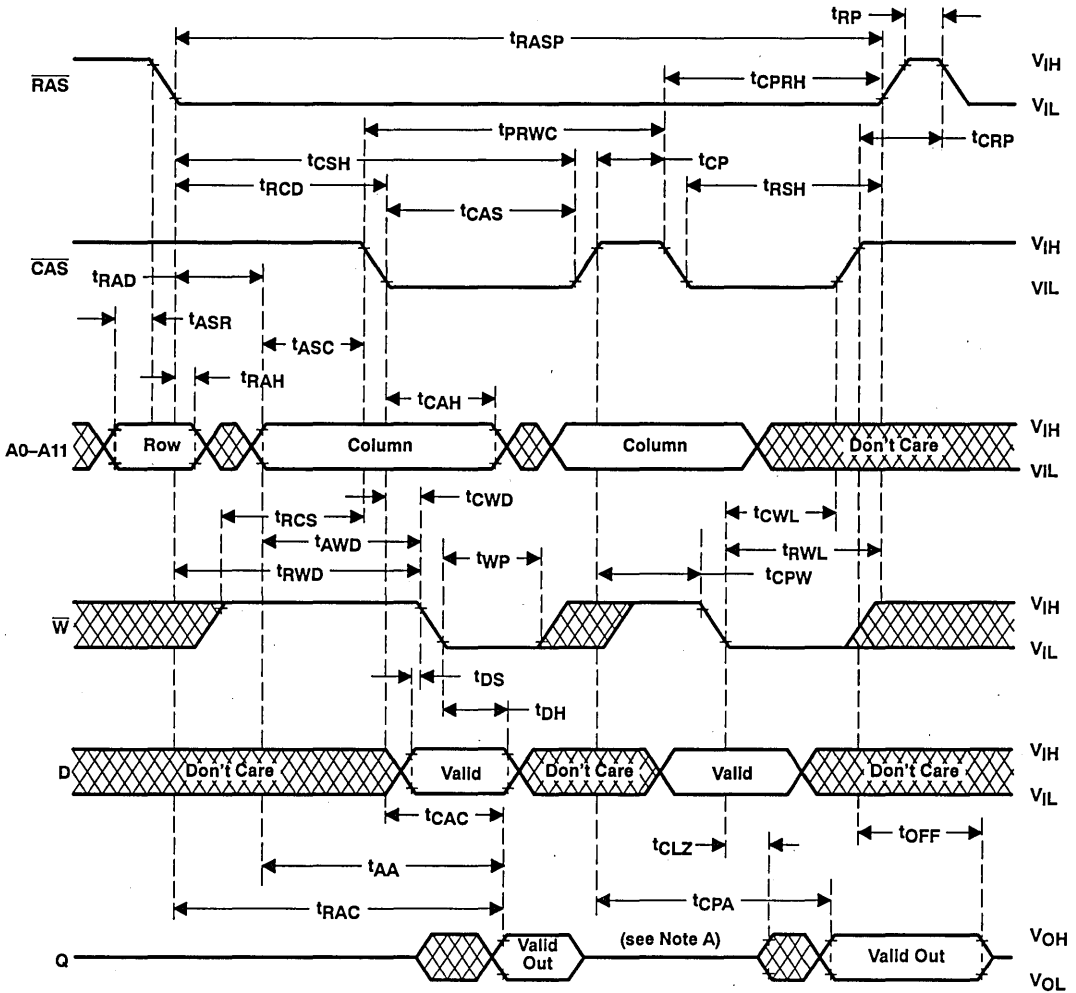 tRP
tRASP
VIH
RAS
tCPRH
VIL
tPRWC
tCRP
tCSH
tCP
tRCD
tRSH
tCAS
VIH
CAS
tRAD
VIL
tASR
tASC
tRAH
tCAH
VIH
A0–A11
Row
Column
Column
Don't Care
VIL
tCWD
tRCS
tCWL
tAWD
tWP
tRWL
tRWD
tCPW
VIH
W
VIL
tDS
tDH
VIH
D
Don't Care
Valid
Don't Care
Valid
Don't Care
VIL
tCAC
tCLZ
tOFF
tAA
tCPA
tRAC
VOH
Q
Valid
Out
(see Note A)
Valid Out
VOL